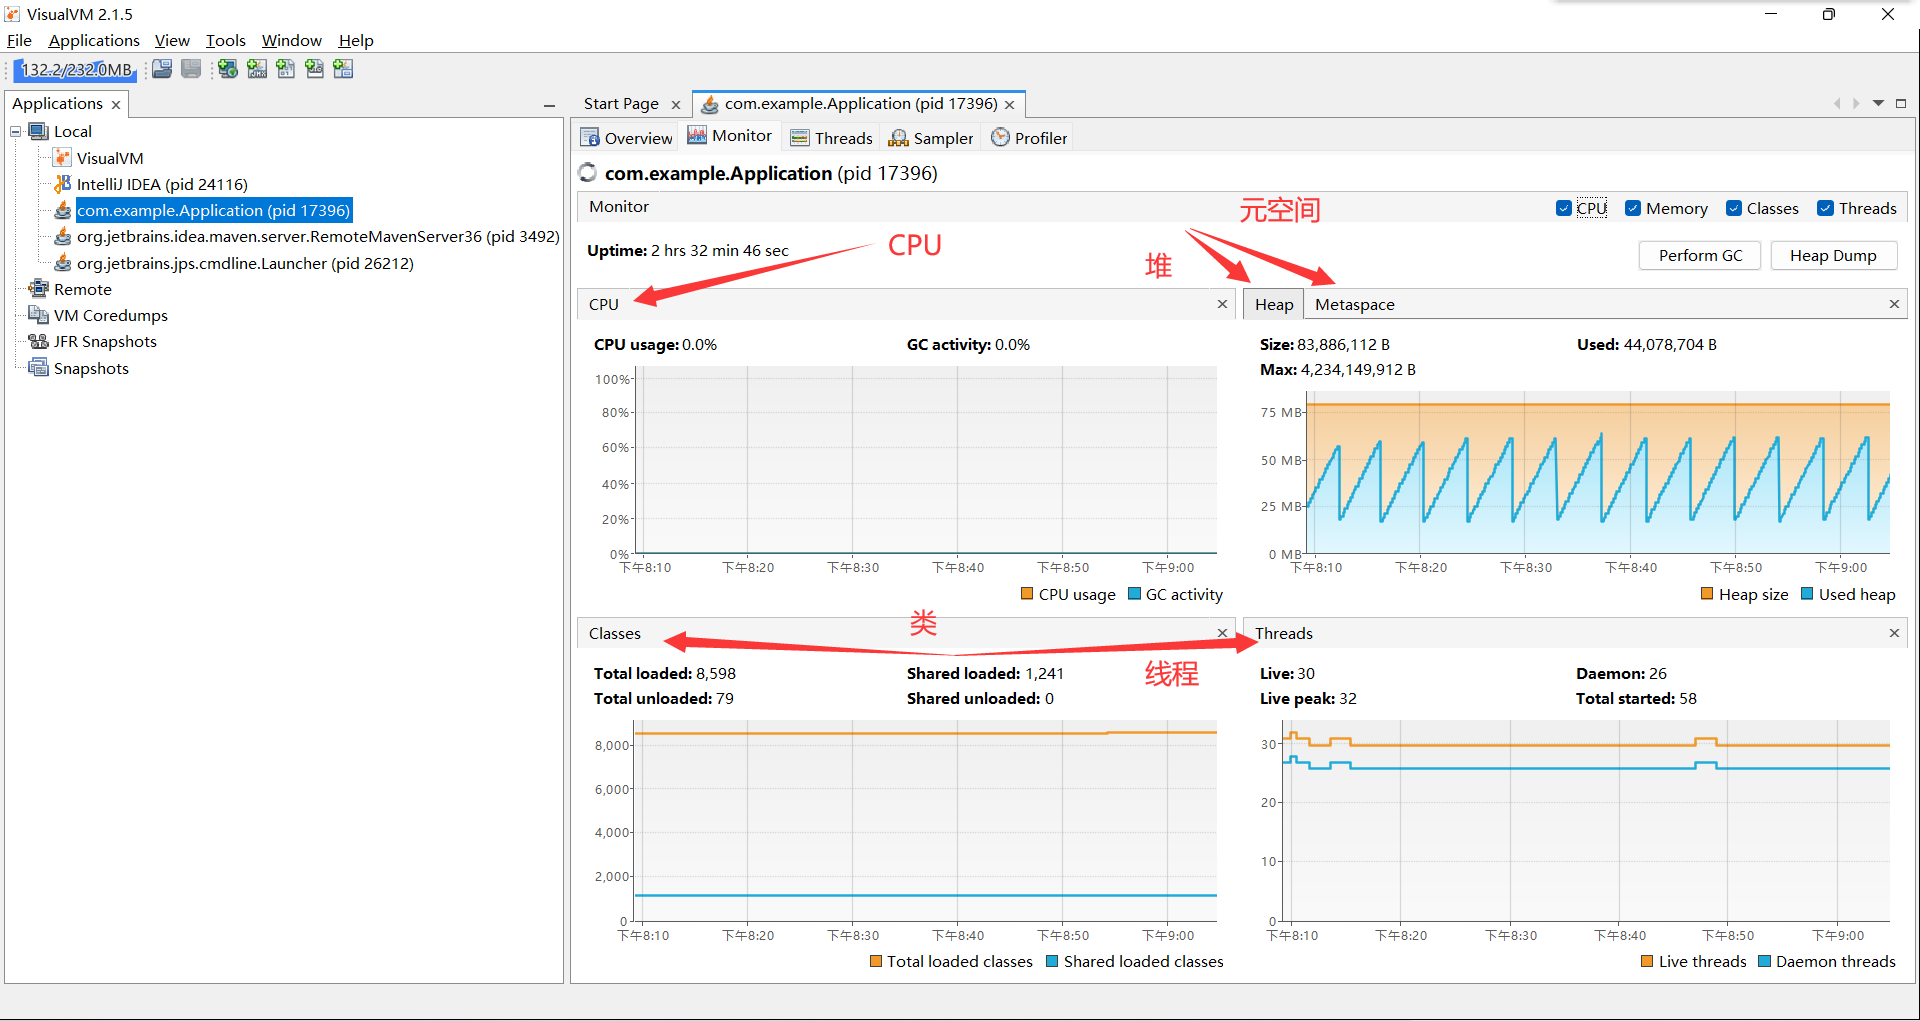 VisualVM 2.1.5
File Applications View Tools Window Help
132.2/232.0MB
Applications
Start Page
com.example.Application (pid 17396)
Local
VisualVM
IntelliJ IDEA (pid 24116)
com.example.Application (pid 17396)
org.jetbrains.idea.maven.server.RemoteMavenServer36 (pid 3492)
org.jetbrains.jps.cmdline.Launcher (pid 26212)
Remote
VM Coredumps
JFR Snapshots
Snapshots
Overview Monitor Threads Sampler Profiler
com.example.Application (pid 17396)
Monitor
CPU Memory Classes Threads
元空间
Uptime: 2 hrs 32 min 46 sec
CPU
堆
Perform GC Heap Dump
CPU
CPU usage: 0.0% GC activity: 0.0%
100%
80%
60%
40%
20%
0%
下午8:10 下午8:20 下午8:30 下午8:40 下午8:50 下午9:00
CPU usage GC activity
Heap Metaspace
Size: 83,886,112 B Used: 44,078,704 B
Max: 4,234,149,912 B
75 MB
50 MB
25 MB
0 MB
下午8:10 下午8:20 下午8:30 下午8:40 下午8:50 下午9:00
Heap size Used heap
类
线程
Classes
Total loaded: 8,598 Shared loaded: 1,241
Total unloaded: 79 Shared unloaded: 0
8,000
6,000
4,000
2,000
0
下午8:10 下午8:20 下午8:30 下午8:40 下午8:50 下午9:00
Total loaded classes Shared loaded classes
Threads
Live: 30 Daemon: 26
Live peak: 32 Total started: 58
30
20
10
0
下午8:10 下午8:20 下午8:30 下午8:40 下午8:50 下午9:00
Live threads Daemon threads